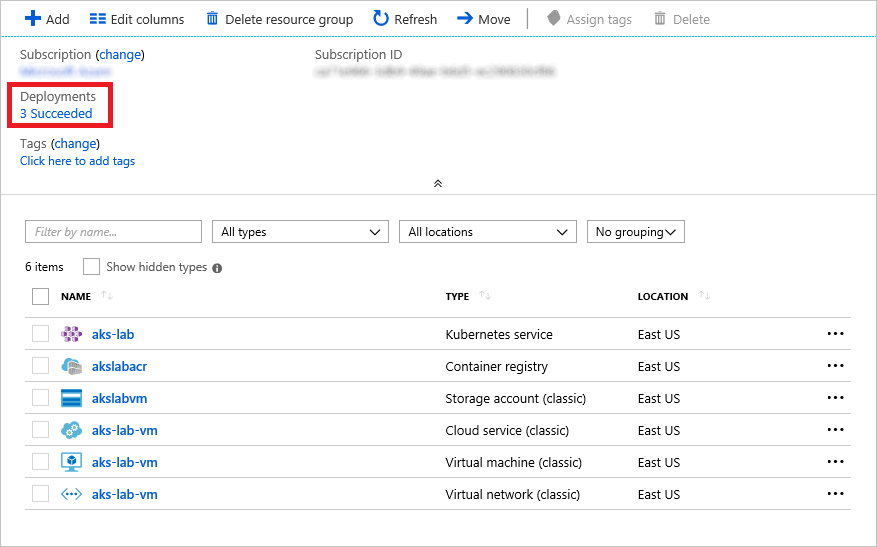 Add Edit columns Delete resource group Refresh Move Assign tags Delete
Subscription (change) Subscription ID
Deployments
3 Succeeded
Tags (change)
Click here to add tags
Filter by name... All types All locations No grouping
6 items Show hidden types
NAME TYPE LOCATION
aks-lab Kubernetes service East US
akslabacr Container registry East US
akslabvm Storage account (classic) East US
aks-lab-vm Cloud service (classic) East US
aks-lab-vm Virtual machine (classic) East US
aks-lab-vm Virtual network (classic) East US